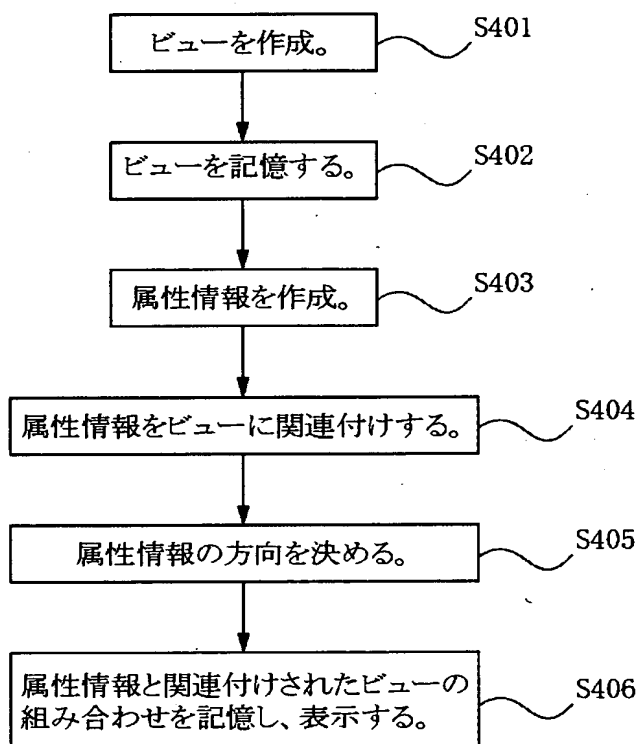 ビューを作成。
S401
ビューを記憶する。
S402
属性情報を作成。
S403
属性情報をビューに関連付けする。
S404
属性情報の方向を決める。
S405
属性情報と関連付けされたビューの
組み合わせを記憶し、表示する。
S406